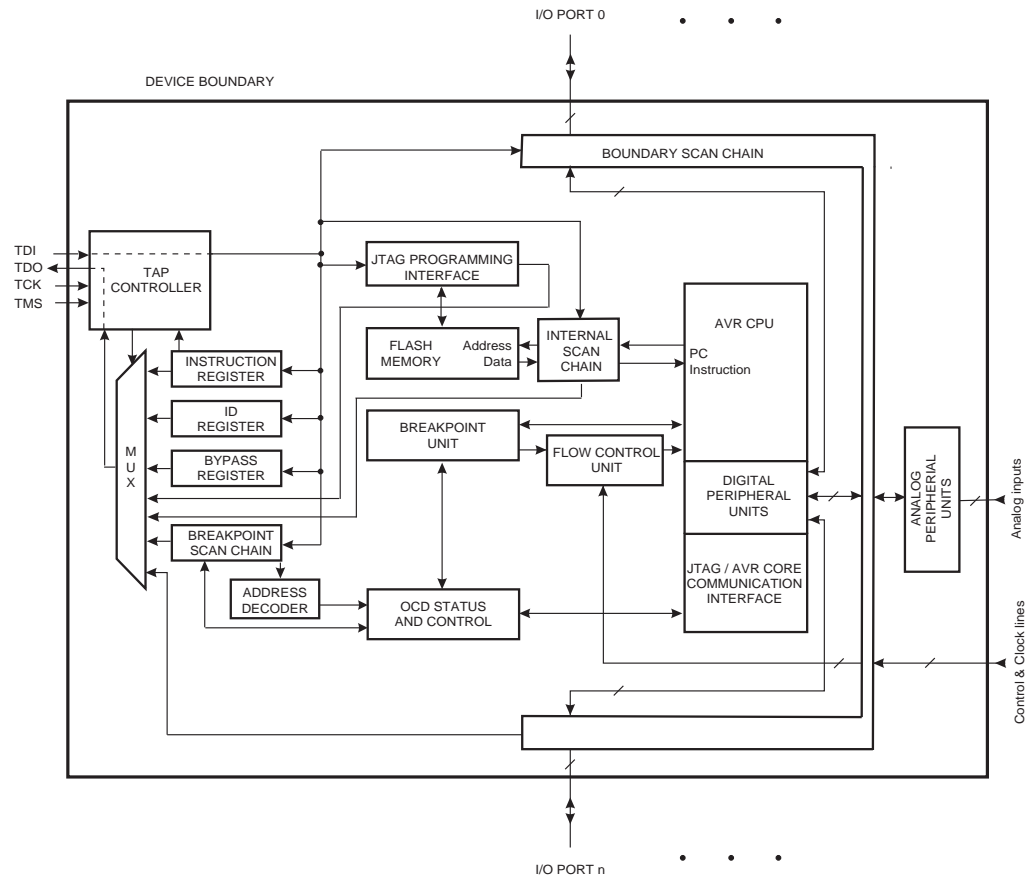 I/O PORT 0
DEVICE BOUNDARY
BOUNDARY SCAN CHAIN
TDI
TDO
TCK
TMS
TAP
CONTROLLER
JTAG PROGRAMMING
INTERFACE
AVR CPU
FLASH
MEMORY
Address
Data
INTERNAL
SCAN
CHAIN
PC
Instruction
INSTRUCTION
REGISTER
ID
REGISTER
BYPASS
REGISTER
M
U
X
BREAKPOINT
UNIT
FLOW CONTROL
UNIT
DIGITAL
PERIPHERAL
UNITS
ANALOG
PERIPHERIAL
UNITS
Analog inputs
BREAKPOINT
SCAN CHAIN
ADDRESS
DECODER
OCD STATUS
AND CONTROL
JTAG / AVR CORE
COMMUNICATION
INTERFACE
Control & Clock lines
I/O PORT n